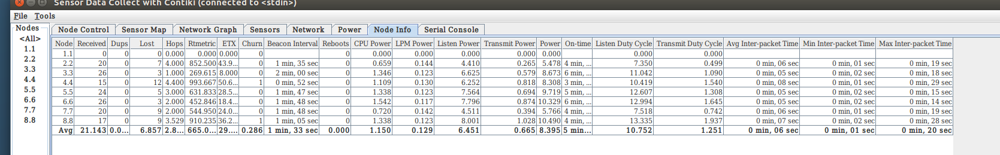 Sensor Data Collect with Contiki (connected to <stdin>)
File Tools
Nodes
<All>
1.1
2.2
3.3
4.4
5.5
6.6
7.7
8.8
Node Control Sensor Map Network Graph Sensors Network Power Node Info Serial Console
Node Received Dups Lost Hops Rtmetric ETX Churn Beacon Interval Reboots CPU Power LPM Power Listen Power Transmit Power Power On-time Listen Duty Cycle Transmit Duty Cycle Avg Inter-packet Time Min Inter-packet Time Max Inter-packet Time
1.1 0 0 0 0.000 0.000 0.000 0 0 0.000 0.000 0.000 0.000 0.000 0.000 0.000
2.2 20 0 7 4.000 852.500 43.9... 0 1 min, 35 sec 0 0.659 0.144 4.410 0.265 5.478 4 min, ... 7.350 0.499 0 min, 06 sec 0 min, 01 sec 0 min, 19 sec
3.3 26 0 3 1.000 269.615 8.000 0 2 min, 00 sec 0 1.346 0.123 6.625 0.579 8.673 6 min, ... 11.042 1.090 0 min, 05 sec 0 min, 02 sec 0 min, 18 sec
4.4 15 0 12 4.400 993.667 50.6... 1 0 min, 52 sec 0 1.109 0.130 6.252 0.818 8.308 3 min, ... 10.419 1.540 0 min, 08 sec 0 min, 01 sec 0 min, 29 sec
5.5 24 0 5 3.000 631.833 28.5... 0 1 min, 47 sec 0 1.338 0.123 7.564 0.694 9.719 5 min, ... 12.607 1.308 0 min, 05 sec 0 min, 02 sec 0 min, 15 sec
6.6 26 0 3 2.000 452.846 18.4... 0 1 min, 48 sec 0 1.542 0.117 7.796 0.874 10.329 6 min, ... 12.994 1.645 0 min, 05 sec 0 min, 02 sec 0 min, 14 sec
7.7 20 0 9 2.000 544.950 24.0... 0 1 min, 48 sec 0 0.720 0.142 4.511 0.394 5.766 4 min, ... 7.518 0.742 0 min, 06 sec 0 min, 01 sec 0 min, 21 sec
8.8 17 0 9 3.529 910.235 36.2... 1 1 min, 05 sec 0 1.338 0.123 8.001 1.028 10.490 4 min, ... 13.335 1.937 0 min, 07 sec 0 min, 02 sec 0 min, 28 sec
Avg 21.143 0.0... 6.857 2.8... 665.0... 29.... 0.286 1 min, 33 sec 0.000 1.150 0.129 6.451 0.665 8.395 5 min... 10.752 1.251 0 min, 06 sec 0 min, 01 sec 0 min, 20 sec